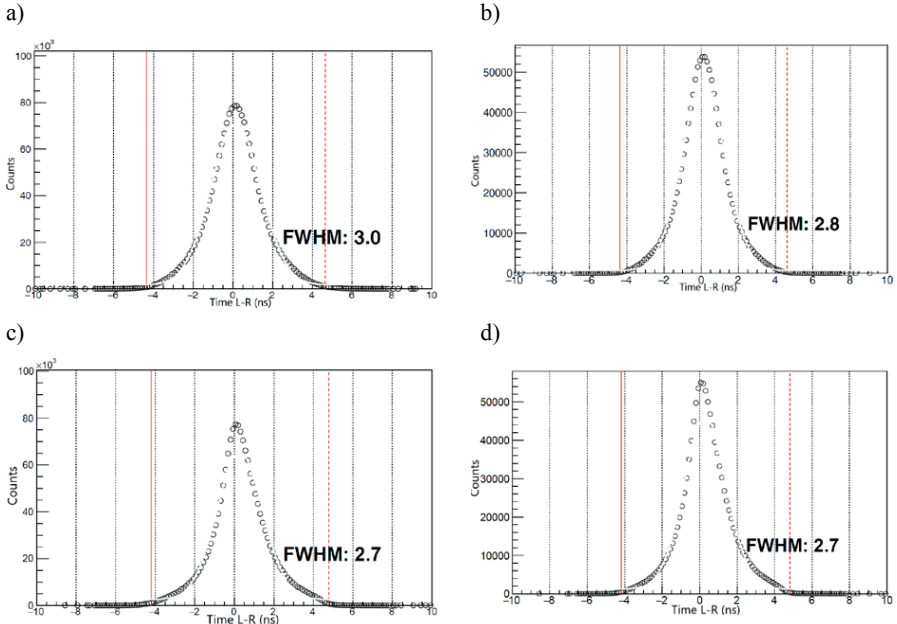 a)
×10³
100
80
60
40
20
0
Counts
FWHM: 3.0
−10 −8 −6 −4 −2 0 2 4 6 8 10
Time L-R (ns)
b)
50000
40000
30000
20000
10000
0
Counts
FWHM: 2.8
−10 −8 −6 −4 −2 0 2 4 6 8 10
Time L-R (ns)
c)
×10³
100
80
60
40
20
0
Counts
FWHM: 2.7
−10 −8 −6 −4 −2 0 2 4 6 8 10
Time L-R (ns)
d)
50000
40000
30000
20000
10000
0
Counts
FWHM: 2.7
−10 −8 −6 −4 −2 0 2 4 6 8 10
Time L-R (ns)